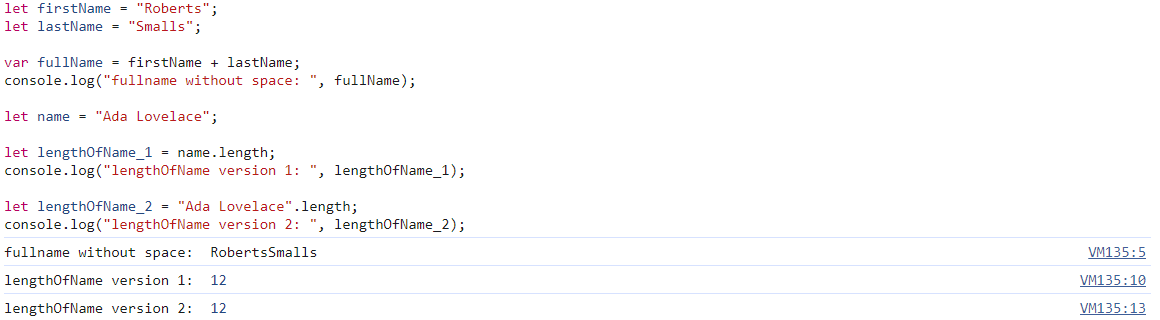 let firstName = "Roberts";
let lastName = "Smalls";
var fullName = firstName + lastName;
console.log("fullname without space: ", fullName);
let name = "Ada Lovelace";
let lengthOfName_1 = name.length;
console.log("lengthOfName version 1: ", lengthOfName_1);
let lengthOfName_2 = "Ada Lovelace".length;
console.log("lengthOfName version 2: ", lengthOfName_2);
fullname without space:  RobertsSmalls VM135:5
lengthOfName version 1:  12 VM135:10
lengthOfName version 2:  12 VM135:13